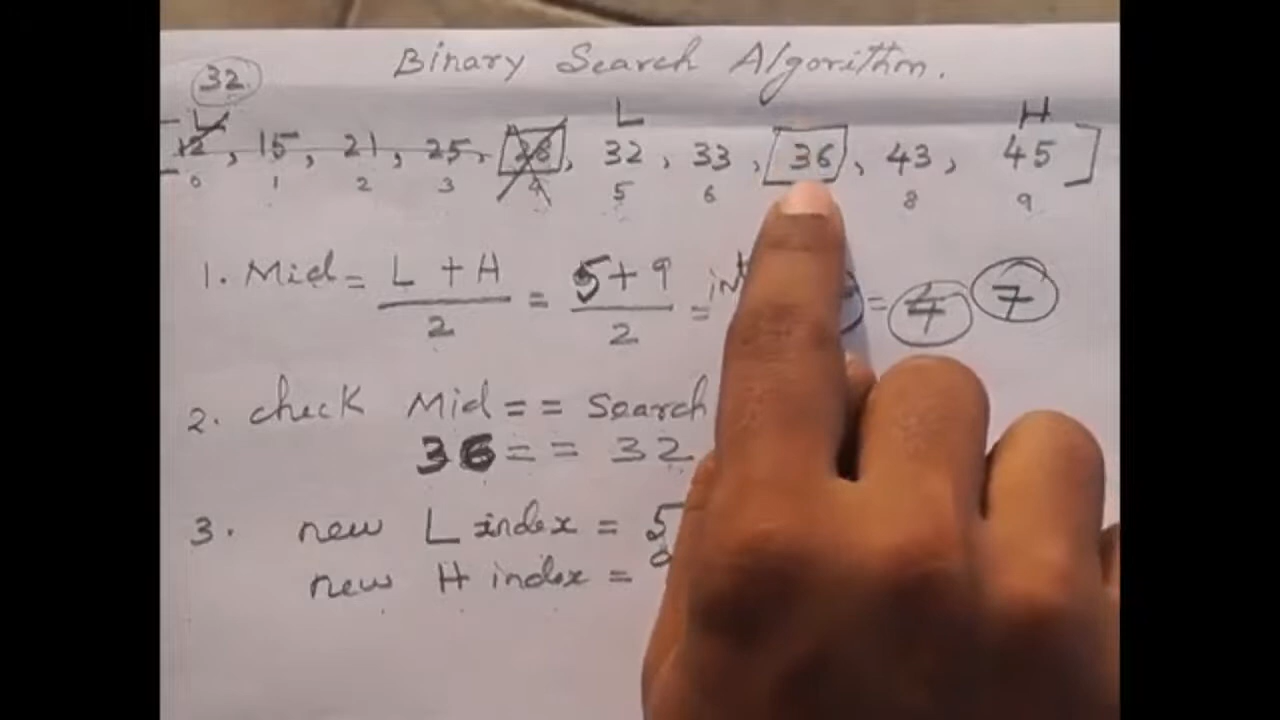 Binary Search Algorithm.
32
L H
12, 15, 21, 25, 28, 32, 33, 36, 43, 45]
0 1 2 3 4 5 6 8 9
1. Mid = L + H / 2 = 5 + 9 / 2 = int = 4 7
2. check Mid == Search
36 == 32
3. new L index = 5
new H index =